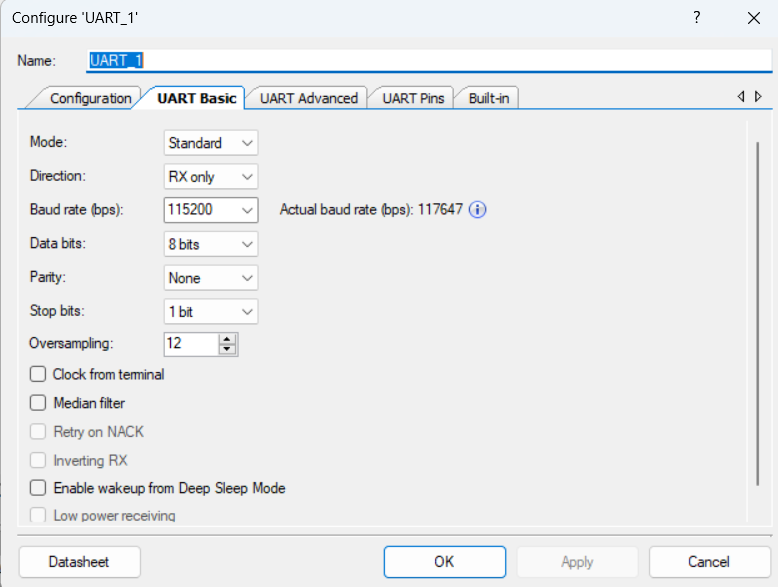 Configure 'UART_1'
?
Name: UART_1
Configuration UART Basic UART Advanced UART Pins Built-in
Mode: Standard
Direction: RX only
Baud rate (bps): 115200 Actual baud rate (bps): 117647
Data bits: 8 bits
Parity: None
Stop bits: 1 bit
Oversampling: 12
Clock from terminal
Median filter
Retry on NACK
Inverting RX
Enable wakeup from Deep Sleep Mode
Low power receiving
Datasheet OK Apply Cancel